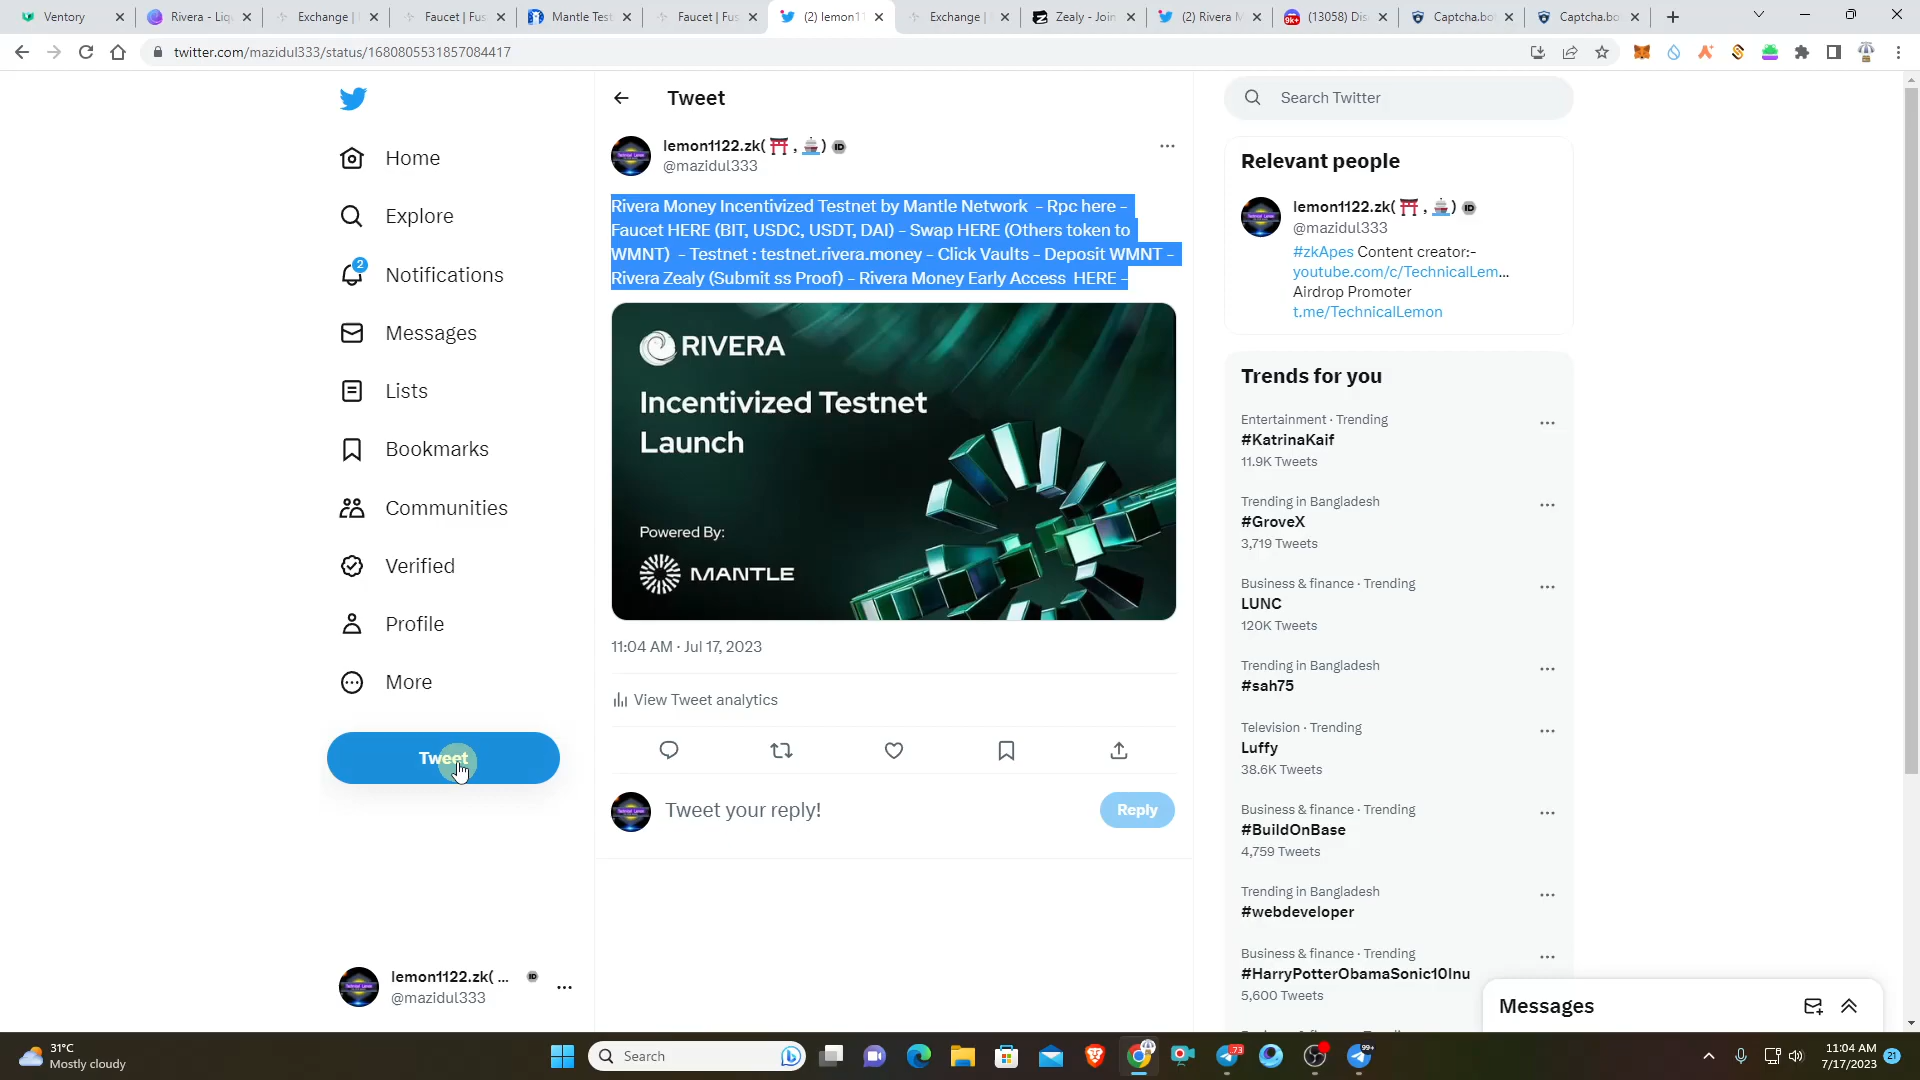 Ventory
Rivera - Liq
Exchange |
Faucet | Fus
Mantle Test
Faucet | Fus
(2) lemon11
Exchange |
Zealy - Join
(2) Rivera M
(13058) Dis
Captcha.bo
Captcha.bo
twitter.com/mazidul333/status/1680805531857084417
Home
Explore
2
Notifications
Messages
Lists
Bookmarks
Communities
Verified
Profile
More
Tweet
lemon1122.zk( ...
@mazidul333
Tweet
lemon1122.zk(⛩️,🚢)
@mazidul333
Rivera Money Incentivized Testnet by Mantle Network - Rpc here -
Faucet HERE (BIT, USDC, USDT, DAI) - Swap HERE (Others token to
WMNT) - Testnet : testnet.rivera.money - Click Vaults - Deposit WMNT -
Rivera Zealy (Submit ss Proof) - Rivera Money Early Access HERE -
RIVERA
Incentivized Testnet
Launch
Powered By:
MANTLE
11:04 AM · Jul 17, 2023
View Tweet analytics
Tweet your reply!
Reply
Search Twitter
Relevant people
lemon1122.zk(⛩️,🚢)
@mazidul333
#zkApes Content creator:-
youtube.com/c/TechnicalLem...
Airdrop Promoter
t.me/TechnicalLemon
Trends for you
Entertainment · Trending
#KatrinaKaif
11.9K Tweets
Trending in Bangladesh
#GroveX
3,719 Tweets
Business & finance · Trending
LUNC
120K Tweets
Trending in Bangladesh
#sah75
Television · Trending
Luffy
38.6K Tweets
Business & finance · Trending
#BuildOnBase
4,759 Tweets
Trending in Bangladesh
#webdeveloper
Business & finance · Trending
#HarryPotterObamaSonic10Inu
5,600 Tweets
Messages
31°C
Mostly cloudy
Search
73
99+
11:04 AM
7/17/2023
21